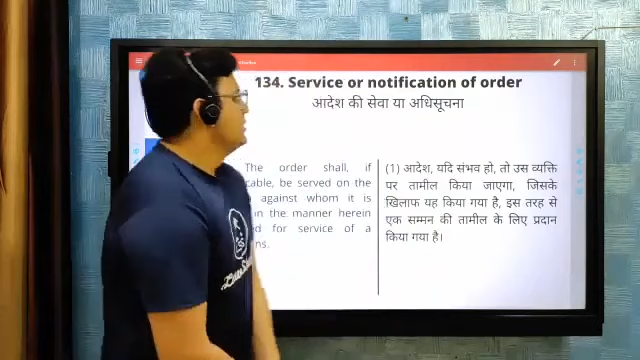 134. Service or notification of order
आदेश की सेवा या अधिसूचना
The order shall, if
be served on the
against whom it is
in the manner herein
for service of a
(1) आदेश, यदि संभव हो, तो उस व्यक्ति
पर तामील किया जाएगा, जिसके
खिलाफ यह किया गया है, इस तरह से
एक सम्मन की तामील के लिए प्रदान
किया गया है।